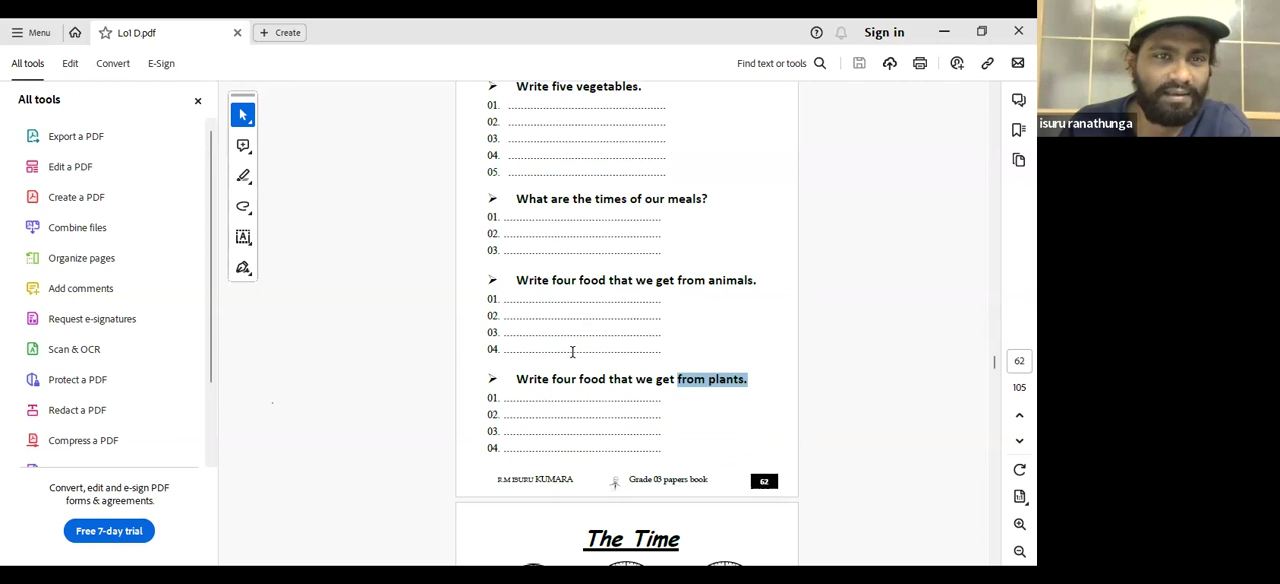 Menu
Lo1 D.pdf
Create
Sign in
All tools
Edit
Convert
E-Sign
Find text or tools
All tools
Export a PDF
Edit a PDF
Create a PDF
Combine files
Organize pages
Add comments
Request e-signatures
Scan & OCR
Protect a PDF
Redact a PDF
Compress a PDF
Convert, edit and e-sign PDF
forms & agreements.
Free 7-day trial
Write five vegetables.
01. ................................................
02. ................................................
03. ................................................
04. ................................................
05. ................................................
What are the times of our meals?
01. ................................................
02. ................................................
03. ................................................
Write four food that we get from animals.
01. ................................................
02. ................................................
03. ................................................
04. ................................................
Write four food that we get from plants.
01. ................................................
02. ................................................
03. ................................................
04. ................................................
R.M ISURU KUMARA Grade 03 papers book 62
The Time
62
105
isuru ranathunga